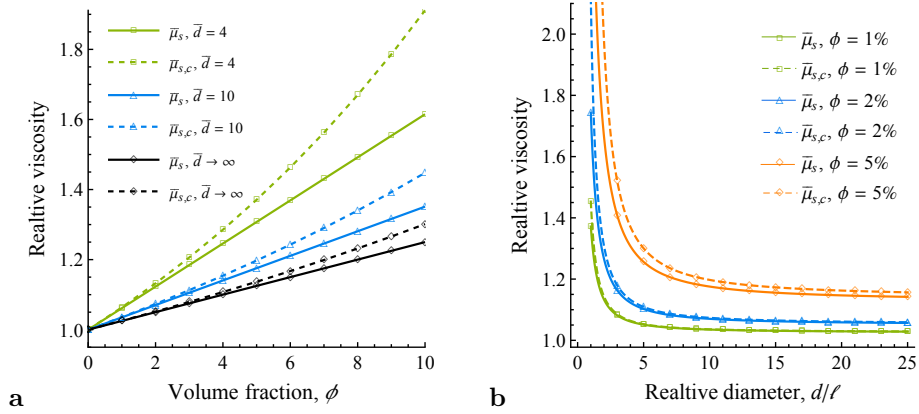 1.8
1.6
1.4
1.2
1.0
Realtive viscosity
μ̅s, d̅ = 4
μ̅s,c, d̅ = 4
μ̅s, d̅ = 10
μ̅s,c, d̅ = 10
μ̅s, d̅ → ∞
μ̅s,c, d̅ → ∞
0 2 4 6 8 10
Volume fraction, ϕ
a
2.0
1.8
1.6
1.4
1.2
1.0
Realtive viscosity
μ̅s, ϕ = 1%
μ̅s,c, ϕ = 1%
μ̅s, ϕ = 2%
μ̅s,c, ϕ = 2%
μ̅s, ϕ = 5%
μ̅s,c, ϕ = 5%
0 5 10 15 20 25
Realtive diameter, d/ℓ
b